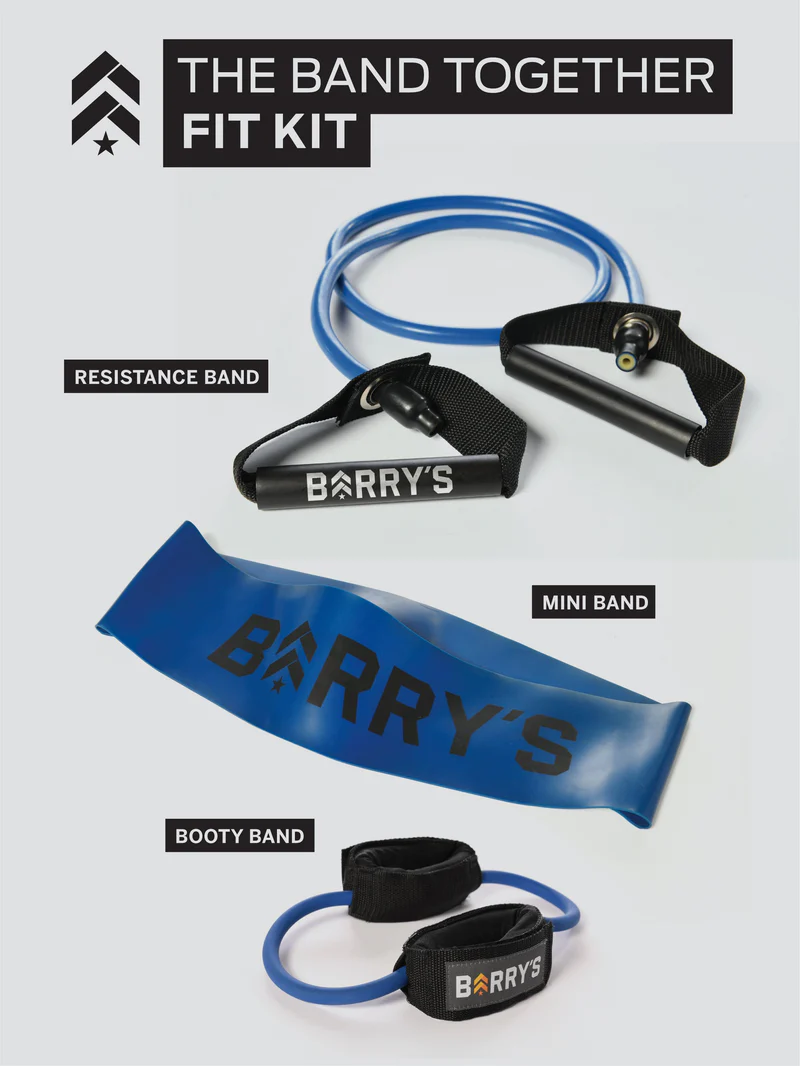 THE BAND TOGETHER
FIT KIT
RESISTANCE BAND
BARRY'S
MINI BAND
BARRY'S
BOOTY BAND
BARRY'S